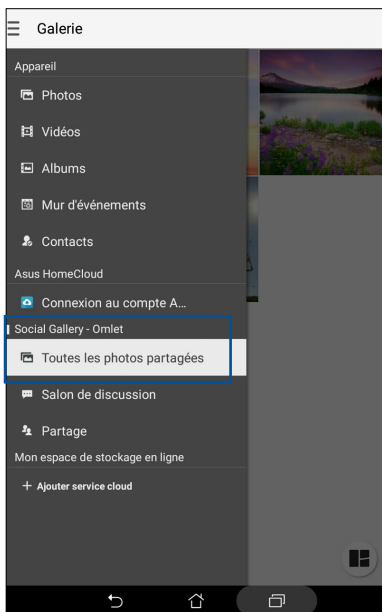 Galerie
Appareil
Photos
Vidéos
Albums
Mur d'événements
Contacts
Asus HomeCloud
Connexion au compte A...
Social Gallery - Omlet
Toutes les photos partagées
Salon de discussion
Partage
Mon espace de stockage en ligne
+ Ajouter service cloud